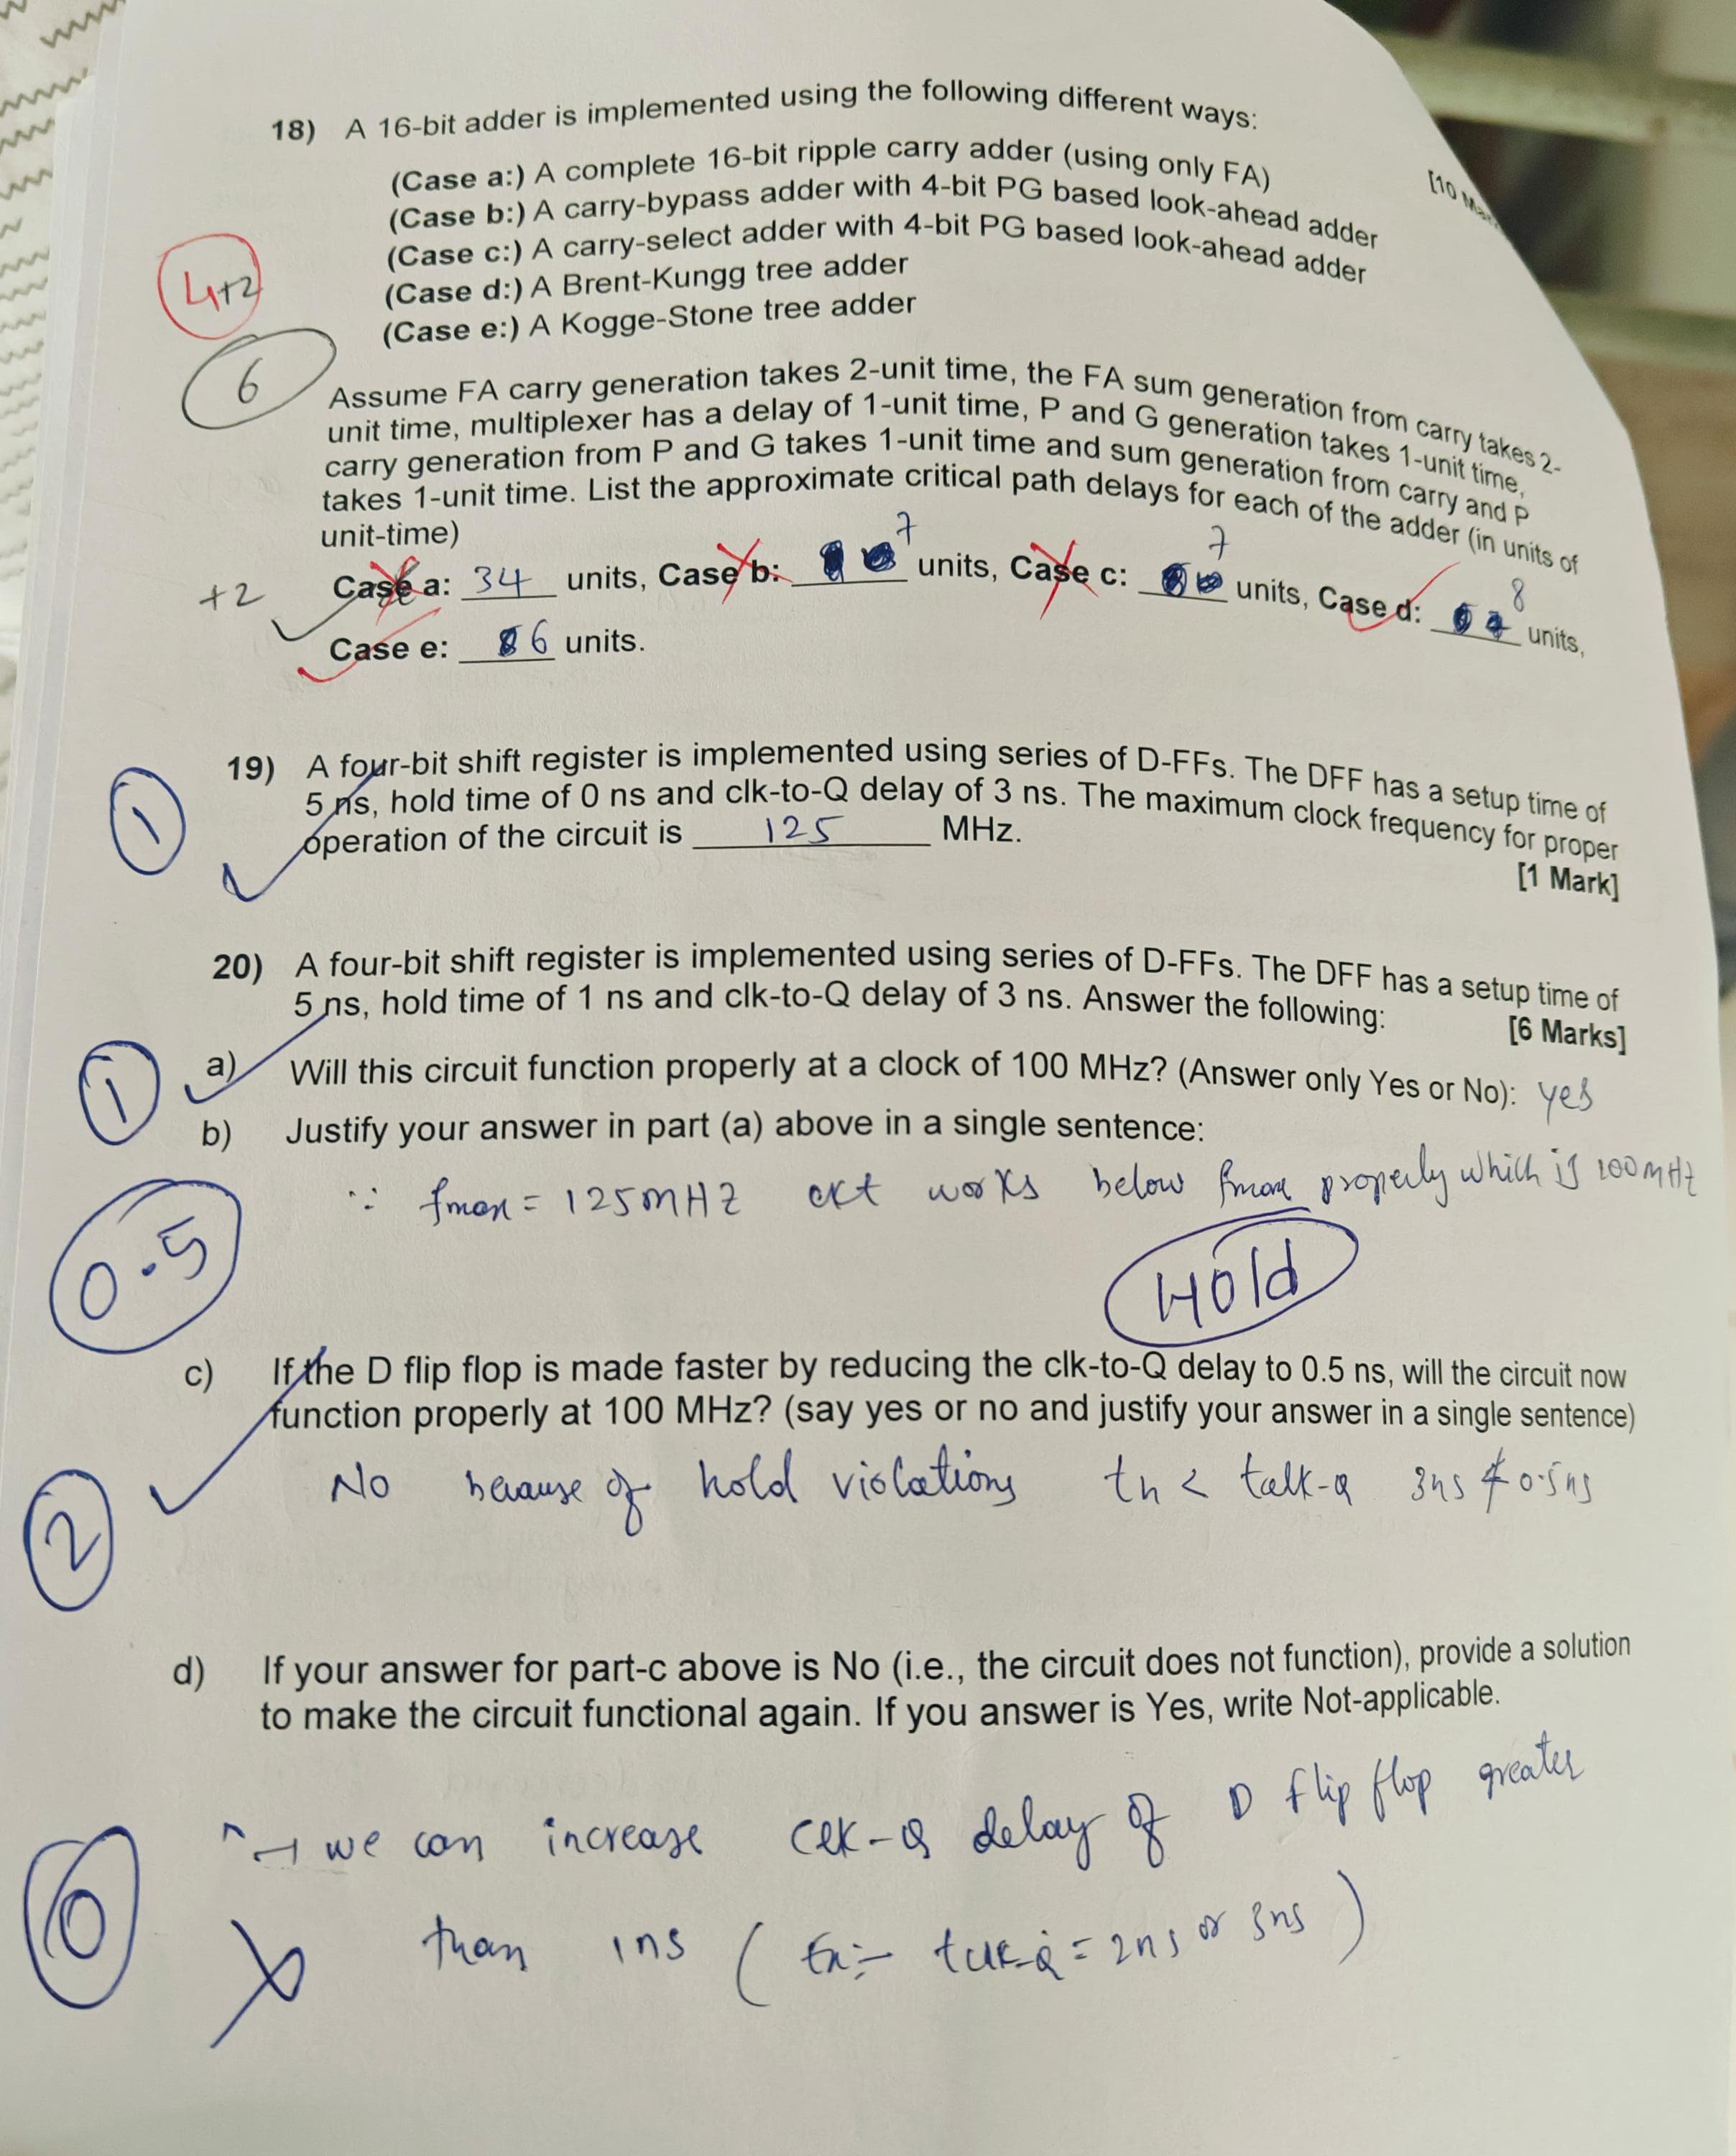 18) A 16-bit adder is implemented using the following different ways:
[10
(Case a:) A complete 16-bit ripple carry adder (using only FA)
(Case b:) A carry-bypass adder with 4-bit PG based look-ahead adder
(Case c:) A carry-select adder with 4-bit PG based look-ahead adder
(Case d:) A Brent-Kungg tree adder
(Case e:) A Kogge-Stone tree adder
4+2
6
Assume FA carry generation takes 2-unit time, the FA sum generation from carry takes 2-
unit time, multiplexer has a delay of 1-unit time, P and G generation takes 1-unit time,
carry generation from P and G takes 1-unit time and sum generation from carry and P
takes 1-unit time. List the approximate critical path delays for each of the adder (in units of
unit-time)
+2 Case a: 34 units, Case b: 7 units, Case c: 7 units, Case d: 8 units,
Case e: 6 units.
19) A four-bit shift register is implemented using series of D-FFs. The DFF has a setup time of
1 5 ns, hold time of 0 ns and clk-to-Q delay of 3 ns. The maximum clock frequency for proper
operation of the circuit is 125 MHz.
[1 Mark]
20) A four-bit shift register is implemented using series of D-FFs. The DFF has a setup time of
5 ns, hold time of 1 ns and clk-to-Q delay of 3 ns. Answer the following:
[6 Marks]
1 a) Will this circuit function properly at a clock of 100 MHz? (Answer only Yes or No): yes
b) Justify your answer in part (a) above in a single sentence:
∵ fmax = 125MHZ ckt works below fmax properly which is 100MHz
0.5
Hold
c) If the D flip flop is made faster by reducing the clk-to-Q delay to 0.5 ns, will the circuit now
function properly at 100 MHz? (say yes or no and justify your answer in a single sentence)
2 No because of hold violations th < tclk-Q 3ns ≮ 0.5ns
d) If your answer for part-c above is No (i.e., the circuit does not function), provide a solution
to make the circuit functional again. If you answer is Yes, write Not-applicable.
→ we can increase clk-Q delay of D flip flop greater
0 than 1ns ( tclk-Q = 2ns or 3ns )